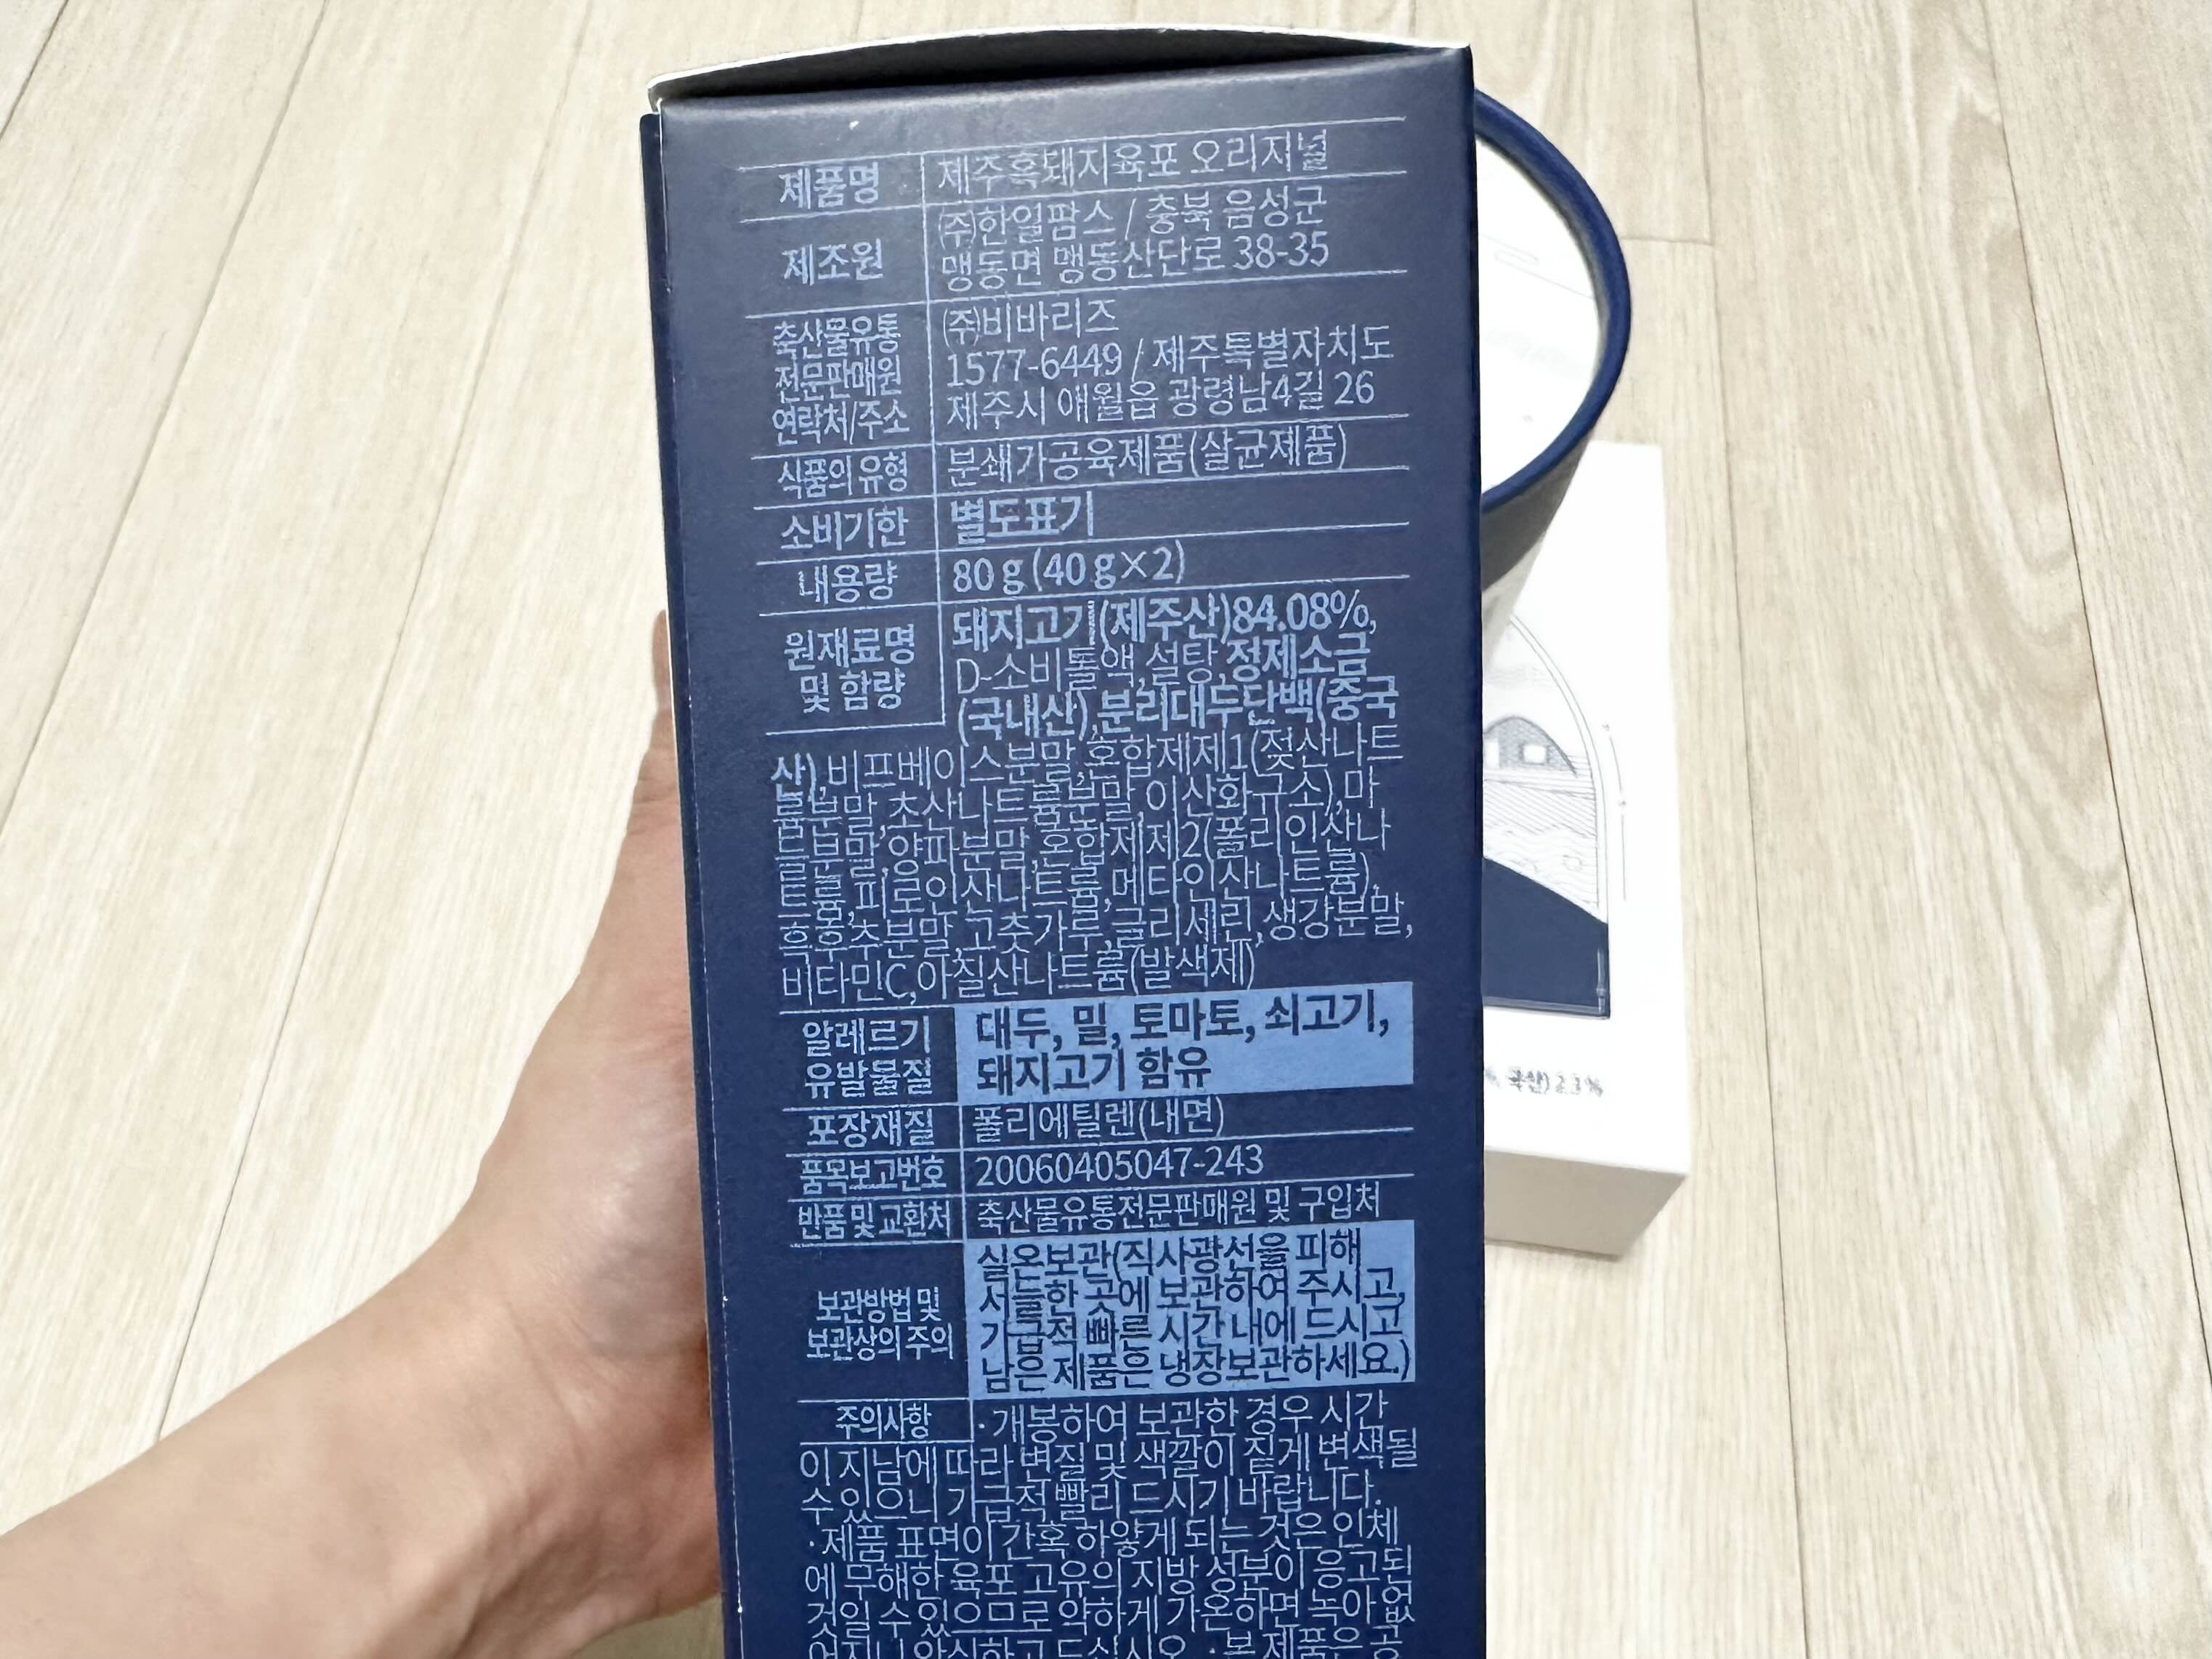 제품명 제주흑돼지육포 오리지널
제조원 ㈜한일팜스 / 충북 음성군
맹동면 맹동산단로 38-35
축산물유통
전문판매원
연락처/주소
㈜비바리즈
1577-6449 / 제주특별자치도
제주시 애월읍 광령남4길 26
식품의 유형 분쇄가공육제품(살균제품)
소비기한 별도표기
내용량 80 g (40 g×2)
원재료명
및 함량
돼지고기(제주산)84.08%,
D-소비톨액,설탕,정제소금
(국내산),분리대두단백(중국
산),비프베이스분말,혼합제제1(젖산나트
륨분말,초산나트륨분말,이산화규소),마
늘분말,양파분말,혼합제제2(폴리인산나
트륨,피로인산나트륨,메타인산나트륨),
흑후추분말,고춧가루,글리세린,생강분말,
비타민C,아질산나트륨(발색제)
알레르기
유발물질
대두, 밀, 토마토, 쇠고기,
돼지고기 함유
포장재질 폴리에틸렌(내면)
품목보고번호 20060405047-243
반품 및 교환처 축산물유통전문판매원 및 구입처
보관방법 및
보관상의 주의
실온보관(직사광선을 피해
서늘한 곳에 보관하여 주시고,
가급적 빠른 시간 내에 드시고
남은 제품은 냉장보관하세요.)
주의사항 ·개봉하여 보관한 경우 시간
이 지남에 따라 변질 및 색깔이 짙게 변색될
수 있으니 가급적 빨리 드시기 바랍니다.
·제품 표면이 간혹 하얗게 되는 것은 인체
에 무해한 육포 고유의 지방 성분이 응고된
것일 수 있으므로 약하게 가온하면 녹아 없
어지니 안심하고 드십시오. ·본 제품은 공
국산) 2.3 %